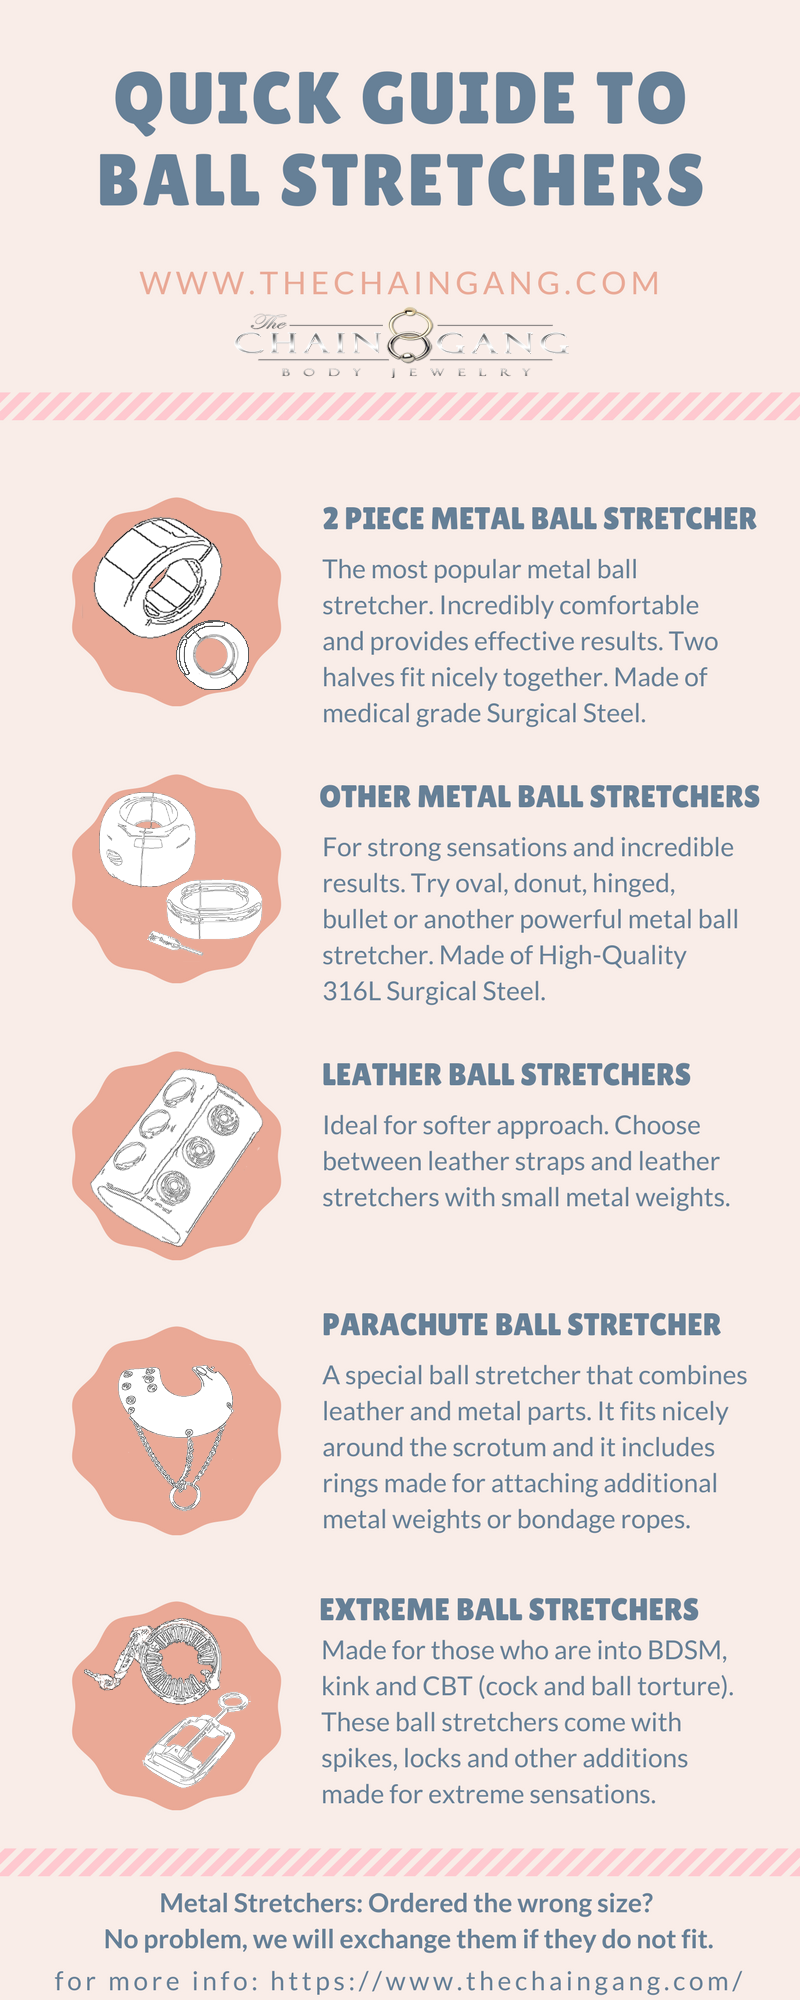 QUICK GUIDE TO
BALL STRETCHERS
WWW.THECHAINGANG.COM
The
CHAIN GANG
BODY JEWELRY
2 PIECE METAL BALL STRETCHER
The most popular metal ball
stretcher. Incredibly comfortable
and provides effective results. Two
halves fit nicely together. Made of
medical grade Surgical Steel.
OTHER METAL BALL STRETCHERS
For strong sensations and incredible
results. Try oval, donut, hinged,
bullet or another powerful metal ball
stretcher. Made of High-Quality
316L Surgical Steel.
LEATHER BALL STRETCHERS
Ideal for softer approach. Choose
between leather straps and leather
stretchers with small metal weights.
PARACHUTE BALL STRETCHER
A special ball stretcher that combines
leather and metal parts. It fits nicely
around the scrotum and it includes
rings made for attaching additional
metal weights or bondage ropes.
EXTREME BALL STRETCHERS
Made for those who are into BDSM,
kink and CBT (cock and ball torture).
These ball stretchers come with
spikes, locks and other additions
made for extreme sensations.
Metal Stretchers: Ordered the wrong size?
No problem, we will exchange them if they do not fit.
for more info: https://www.thechaingang.com/